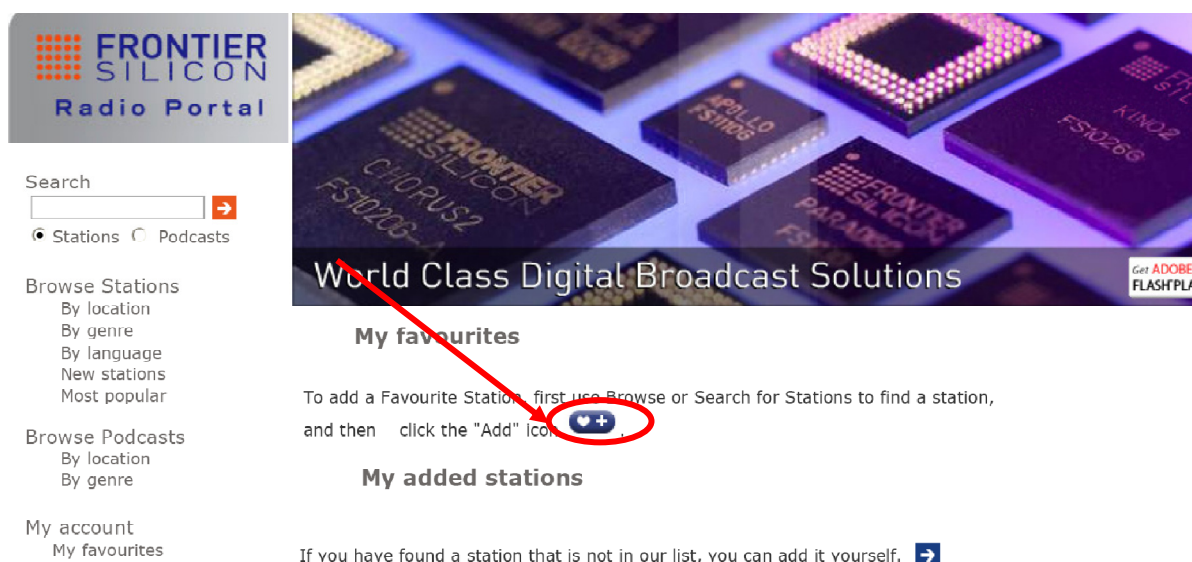 FRONTIER
SILICON
Radio Portal
Search
Stations Podcasts
Browse Stations
By location
By genre
By language
New stations
Most popular
Browse Podcasts
By location
By genre
My account
My favourites
FRONTIER
SILICON
CHORUS2
FS1020G-A
APOLLO
FS1110G
FRONTIER
SILICON
PARADISO
KINO2
FS1026G
World Class Digital Broadcast Solutions
Get ADOBE
My favourites
To add a Favourite Station, first use Browse or Search for Stations to find a station,
and then click the "Add" icon .
My added stations
If you have found a station that is not in our list, you can add it yourself.